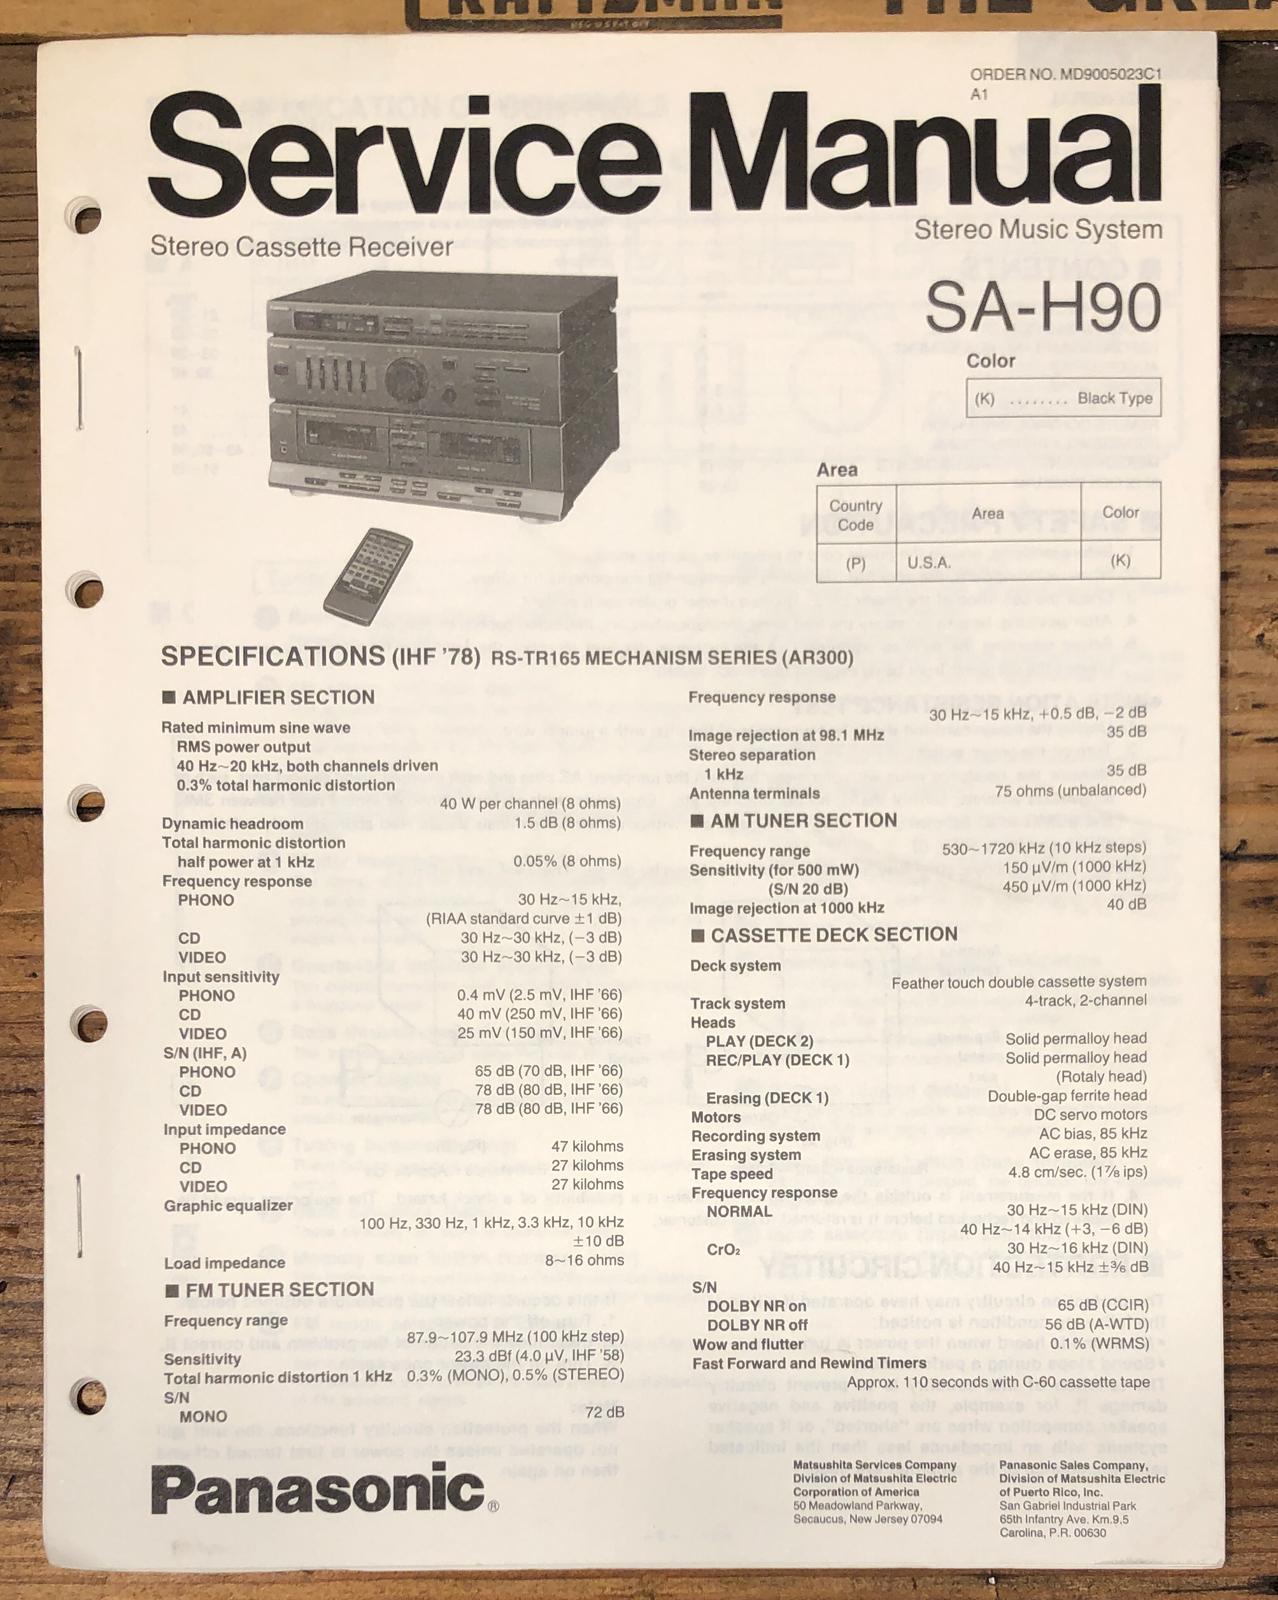 CRAFTSMAN
THE GREA
ORDER NO. MD9005023C1
A1
Service Manual
Stereo Cassette Receiver
Stereo Music System
SA-H90
Color
(K) ........ Black Type
Area
Country Code Area Color
(P) U.S.A. (K)
SPECIFICATIONS (IHF '78) RS-TR165 MECHANISM SERIES (AR300)
■ AMPLIFIER SECTION
Rated minimum sine wave
RMS power output
40 Hz~20 kHz, both channels driven
0.3% total harmonic distortion
40 W per channel (8 ohms)
Dynamic headroom 1.5 dB (8 ohms)
Total harmonic distortion
half power at 1 kHz 0.05% (8 ohms)
Frequency response
PHONO 30 Hz~15 kHz,
(RIAA standard curve ±1 dB)
CD 30 Hz~30 kHz, (−3 dB)
VIDEO 30 Hz~30 kHz, (−3 dB)
Input sensitivity
PHONO 0.4 mV (2.5 mV, IHF '66)
CD 40 mV (250 mV, IHF '66)
VIDEO 25 mV (150 mV, IHF '66)
S/N (IHF, A)
PHONO 65 dB (70 dB, IHF '66)
CD 78 dB (80 dB, IHF '66)
VIDEO 78 dB (80 dB, IHF '66)
Input impedance
PHONO 47 kilohms
CD 27 kilohms
VIDEO 27 kilohms
Graphic equalizer
100 Hz, 330 Hz, 1 kHz, 3.3 kHz, 10 kHz
±10 dB
Load impedance 8~16 ohms
■ FM TUNER SECTION
Frequency range
87.9~107.9 MHz (100 kHz step)
Sensitivity 23.3 dBf (4.0 µV, IHF '58)
Total harmonic distortion 1 kHz 0.3% (MONO), 0.5% (STEREO)
S/N
MONO 72 dB
Frequency response
30 Hz~15 kHz, +0.5 dB, −2 dB
Image rejection at 98.1 MHz 35 dB
Stereo separation
1 kHz 35 dB
Antenna terminals 75 ohms (unbalanced)
■ AM TUNER SECTION
Frequency range 530~1720 kHz (10 kHz steps)
Sensitivity (for 500 mW) 150 µV/m (1000 kHz)
(S/N 20 dB) 450 µV/m (1000 kHz)
Image rejection at 1000 kHz 40 dB
■ CASSETTE DECK SECTION
Deck system
Feather touch double cassette system
Track system 4-track, 2-channel
Heads
PLAY (DECK 2) Solid permalloy head
REC/PLAY (DECK 1) Solid permalloy head
(Rotaly head)
Erasing (DECK 1) Double-gap ferrite head
Motors DC servo motors
Recording system AC bias, 85 kHz
Erasing system AC erase, 85 kHz
Tape speed 4.8 cm/sec. (1⅞ ips)
Frequency response
NORMAL 30 Hz~15 kHz (DIN)
40 Hz~14 kHz (+3, −6 dB)
CrO₂ 30 Hz~16 kHz (DIN)
40 Hz~15 kHz ±3/6 dB
S/N
DOLBY NR on 65 dB (CCIR)
DOLBY NR off 56 dB (A-WTD)
Wow and flutter 0.1% (WRMS)
Fast Forward and Rewind Timers
Approx. 110 seconds with C-60 cassette tape
Panasonic®
Matsushita Services Company,
Division of Matsushita Electric
Corporation of America
50 Meadowland Parkway,
Secaucus, New Jersey 07094
Panasonic Sales Company,
Division of Matsushita Electric
of Puerto Rico, Inc.
San Gabriel Industrial Park
65th Infantry Ave. Km.9,5
Carolina, P.R. 00630